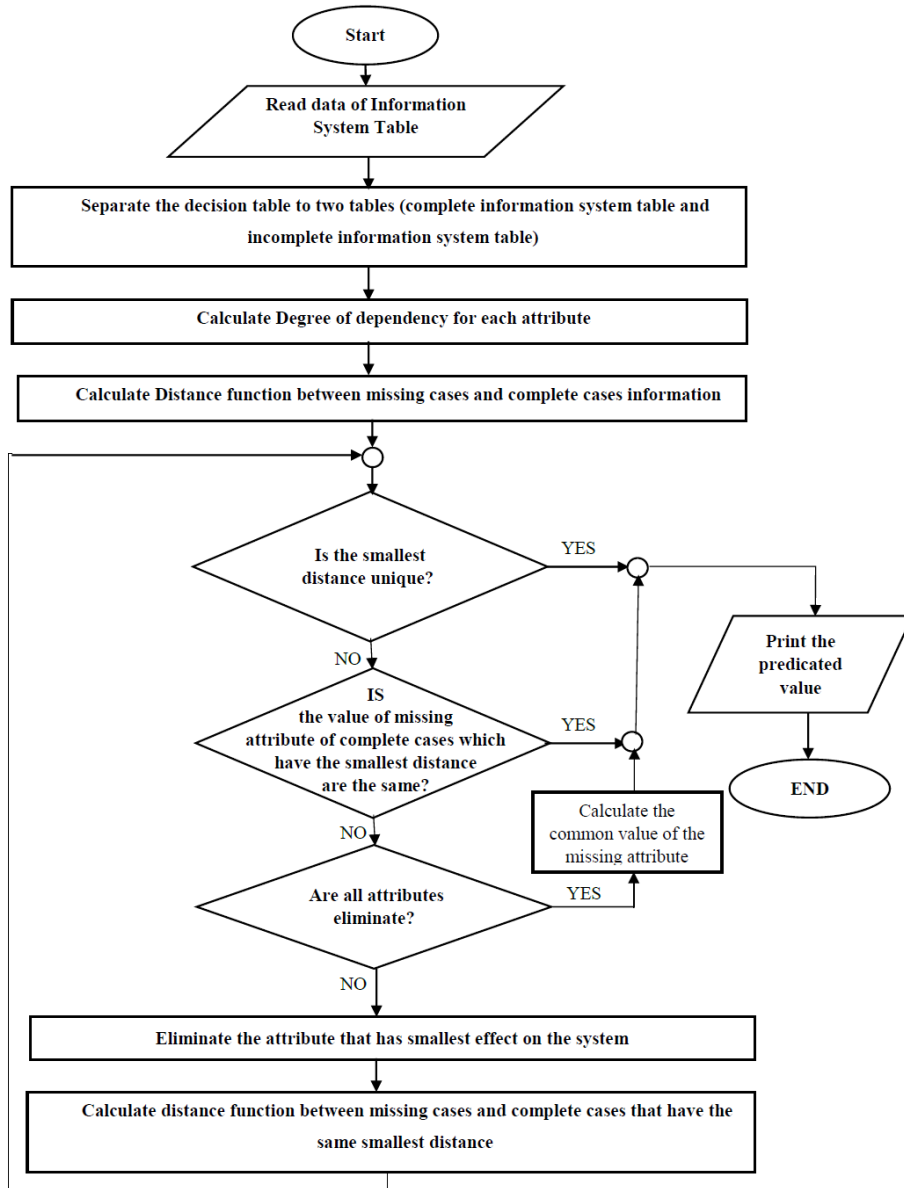 Start
Read data of Information
System Table
Separate the decision table to two tables (complete information system table and
incomplete information system table)
Calculate Degree of dependency for each attribute
Calculate Distance function between missing cases and complete cases information
Is the smallest
distance unique?
YES
NO
Print the
predicated
value
END
IS
the value of missing
attribute of complete cases which
have the smallest distance
are the same?
YES
NO
Calculate the
common value of the
missing attribute
Are all attributes
eliminate?
YES
NO
Eliminate the attribute that has smallest effect on the system
Calculate distance function between missing cases and complete cases that have the
same smallest distance